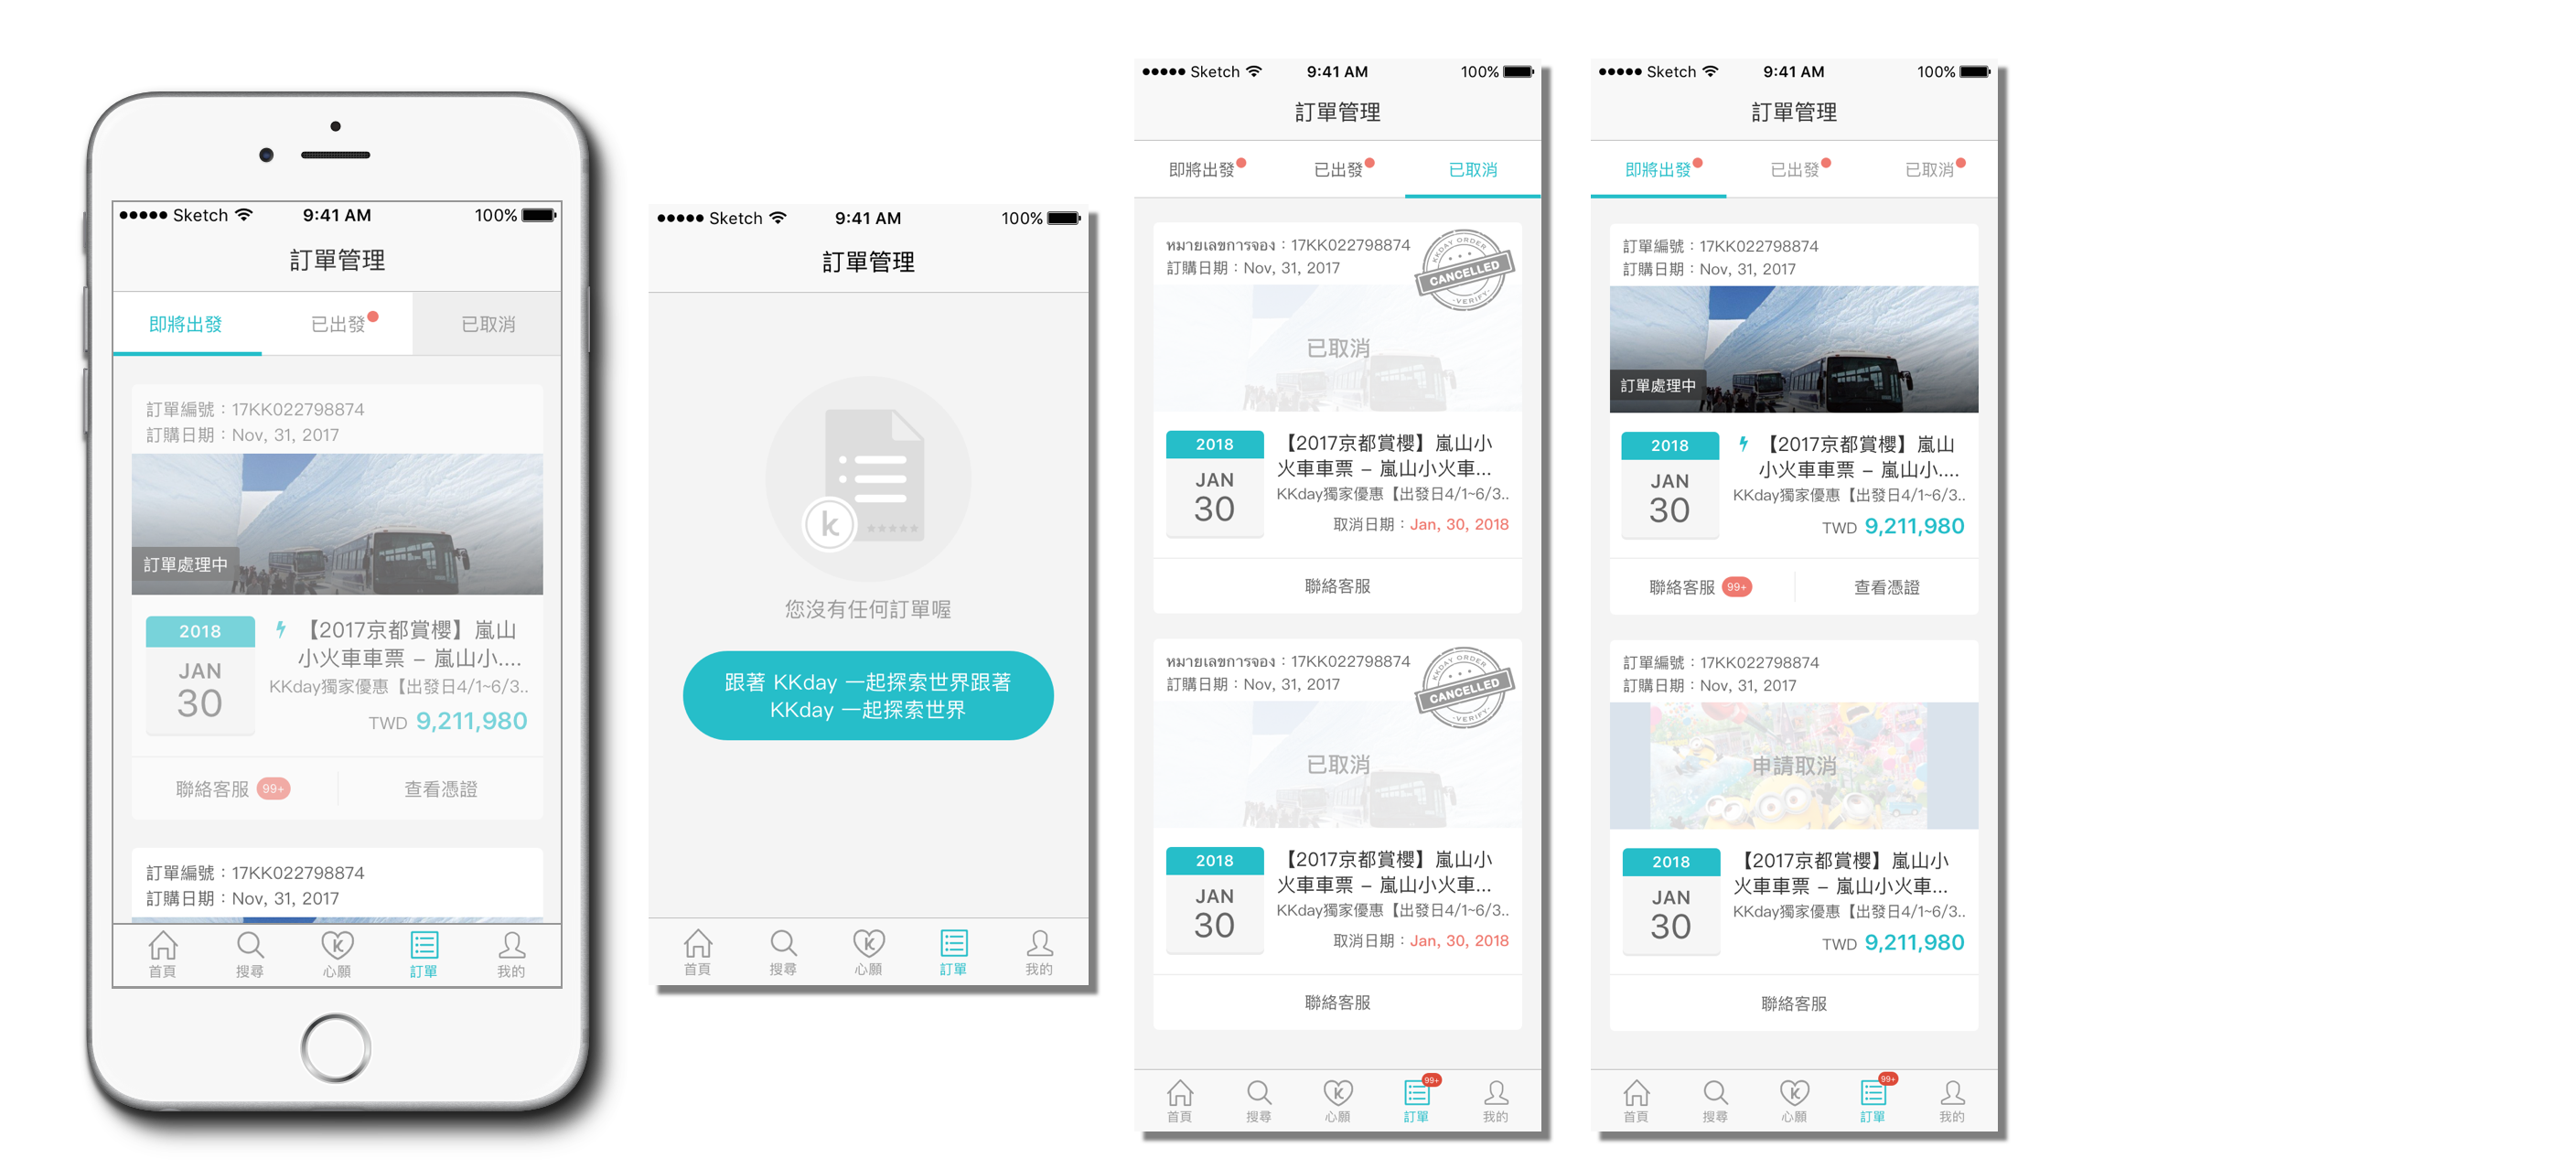 ●●●●● Sketch 9:41 AM 100%
訂單管理
即將出發 已出發 已取消
訂單編號：17KK022798874
訂購日期：Nov, 31, 2017
訂單處理中
2018
JAN
30
【2017京都賞櫻】嵐山
小火車車票 – 嵐山小....
KKday獨家優惠【出發日4/1~6/3..
TWD 9,211,980
聯絡客服 99+ 查看憑證
訂單編號：17KK022798874
訂購日期：Nov, 31, 2017
首頁 搜尋 心願 訂單 我的
●●●●● Sketch 9:41 AM 100%
訂單管理
k
★★★★★
您沒有任何訂單喔
跟著 KKday 一起探索世界跟著
KKday 一起探索世界
首頁 搜尋 心願 訂單 我的
●●●●● Sketch 9:41 AM 100%
訂單管理
即將出發 已出發 已取消
หมายเลขการจอง：17KK022798874
訂購日期：Nov, 31, 2017
KKDAY ORDER
CANCELLED
VERIFY
已取消
2018
JAN
30
【2017京都賞櫻】嵐山小
火車車票 – 嵐山小火車...
KKday獨家優惠【出發日4/1~6/3..
取消日期：Jan, 30, 2018
聯絡客服
หมายเลขการจอง：17KK022798874
訂購日期：Nov, 31, 2017
KKDAY ORDER
CANCELLED
VERIFY
已取消
2018
JAN
30
【2017京都賞櫻】嵐山小
火車車票 – 嵐山小火車...
KKday獨家優惠【出發日4/1~6/3..
取消日期：Jan, 30, 2018
聯絡客服
99+
首頁 搜尋 心願 訂單 我的
●●●●● Sketch 9:41 AM 100%
訂單管理
即將出發 已出發 已取消
訂單編號：17KK022798874
訂購日期：Nov, 31, 2017
訂單處理中
2018
JAN
30
【2017京都賞櫻】嵐山
小火車車票 – 嵐山小....
KKday獨家優惠【出發日4/1~6/3..
TWD 9,211,980
聯絡客服 99+ 查看憑證
訂單編號：17KK022798874
訂購日期：Nov, 31, 2017
申請取消
2018
JAN
30
【2017京都賞櫻】嵐山小
火車車票 – 嵐山小火車...
KKday獨家優惠【出發日4/1~6/3..
TWD 9,211,980
聯絡客服
99+
首頁 搜尋 心願 訂單 我的